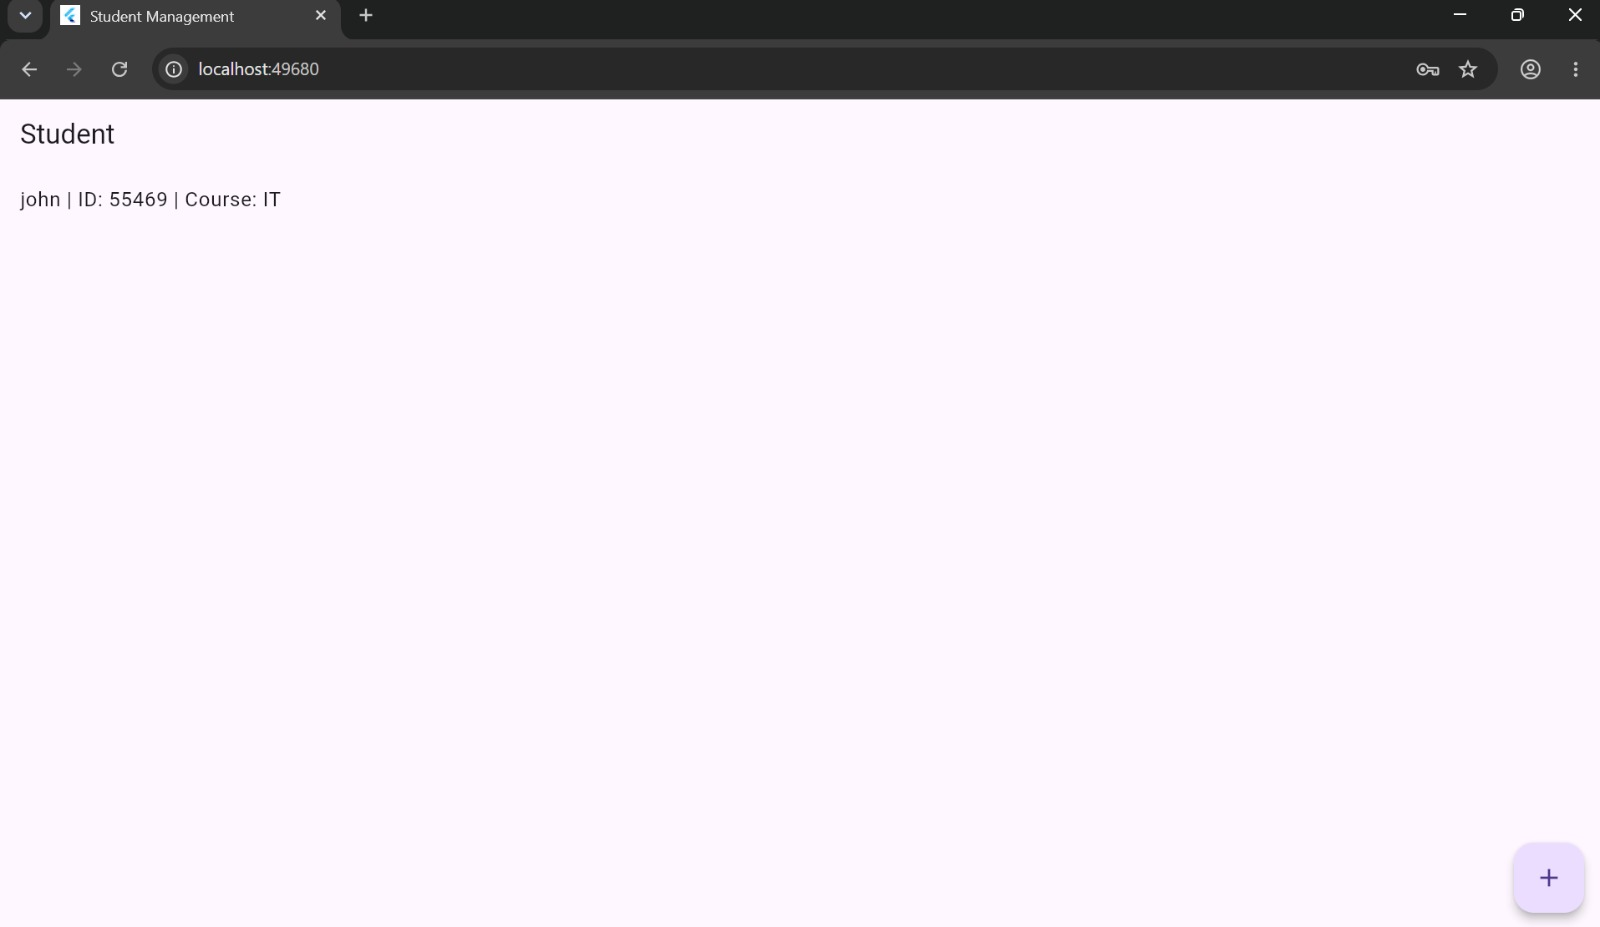 Student Management
localhost:49680
Student
john | ID: 55469 | Course: IT